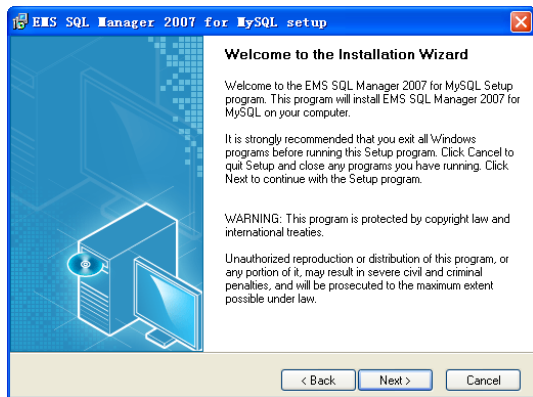 EMS SQL Manager 2007 for MySQL setup
Welcome to the Installation Wizard
Welcome to the EMS SQL Manager 2007 for MySQL Setup
program. This program will install EMS SQL Manager 2007 for
MySQL on your computer.
It is strongly recommended that you exit all Windows
programs before running this Setup program. Click Cancel to
quit Setup and close any programs you have running. Click
Next to continue with the Setup program.
WARNING: This program is protected by copyright law and
international treaties.
Unauthorized reproduction or distribution of this program, or
any portion of it, may result in severe civil and criminal
penalties, and will be prosecuted to the maximum extent
possible under law.
< Back
Next >
Cancel